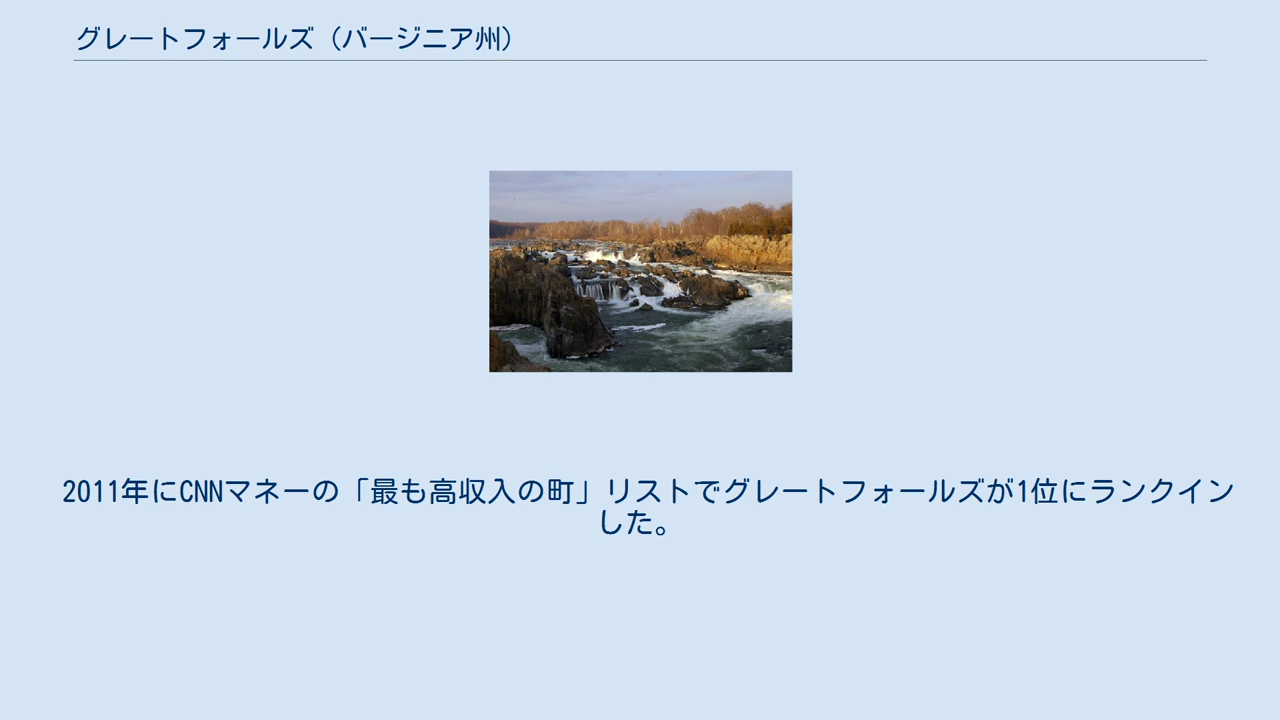 グレートフォールズ（バージニア州）
2011年にCNNマネーの「最も高収入の町」リストでグレートフォールズが1位にランクイン
した。